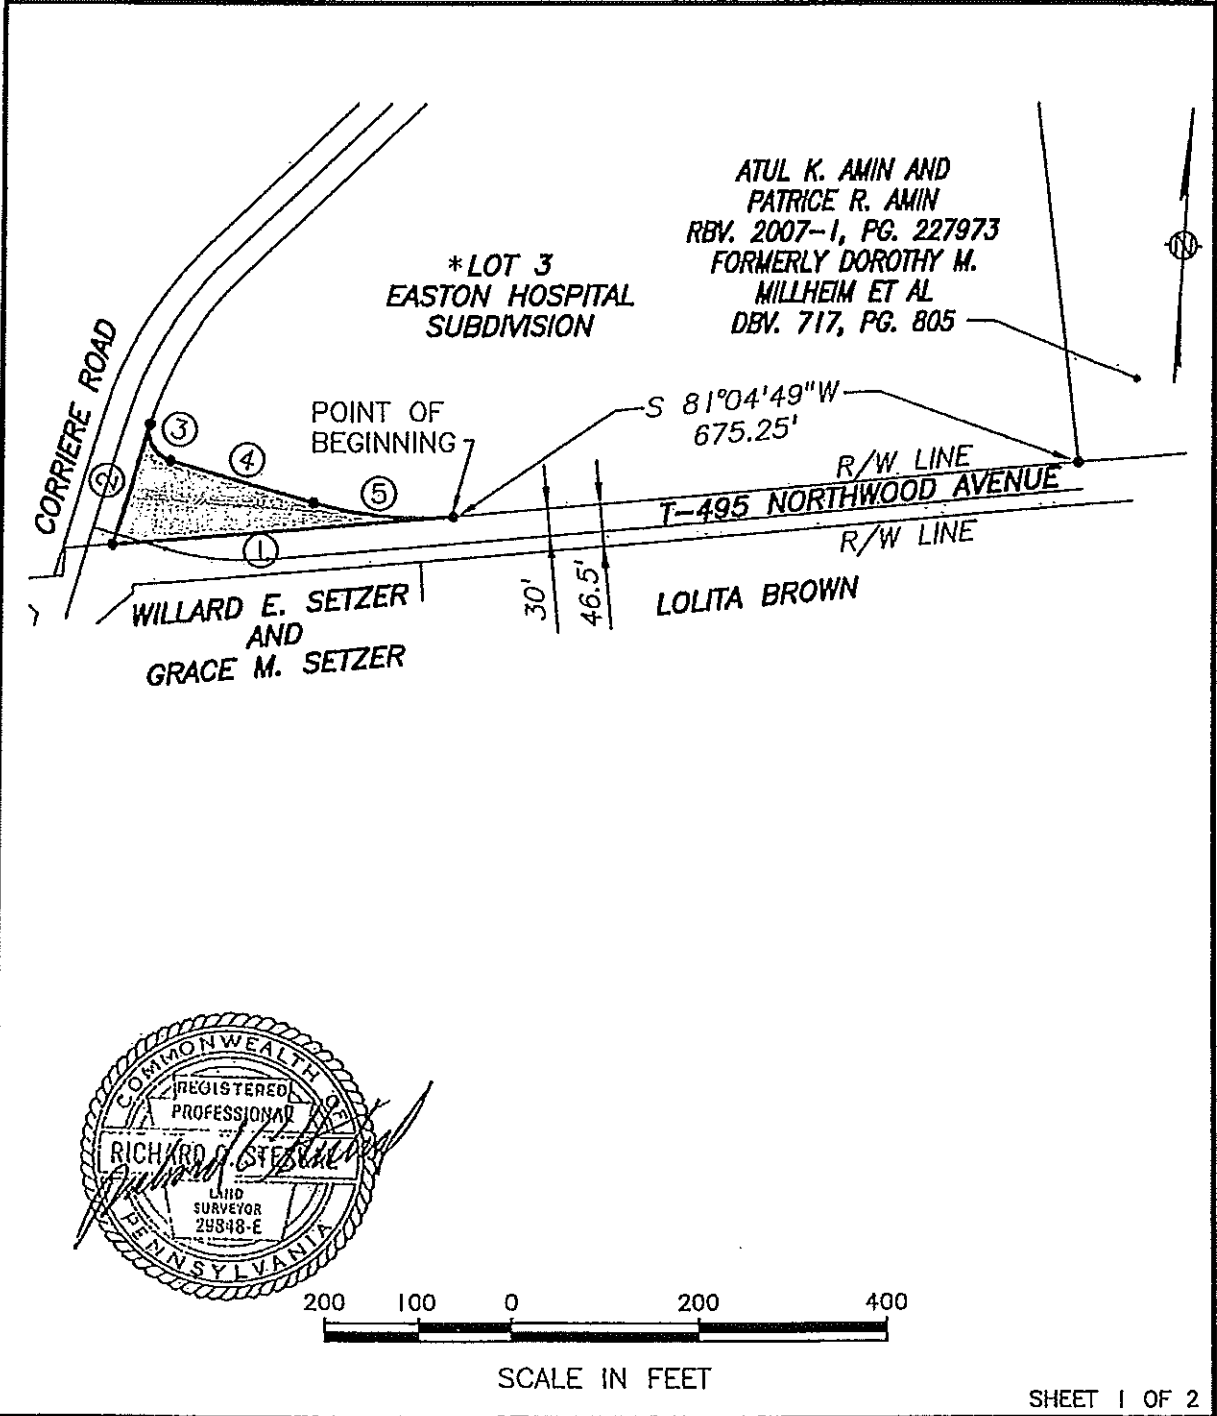 ATUL K. AMIN AND
PATRICE R. AMIN
RBV. 2007-1, PG. 227973
FORMERLY DOROTHY M.
MILLHEIM ET AL
DBV. 717, PG. 805
N
*LOT 3
EASTON HOSPITAL
SUBDIVISION
CORRIERE ROAD
POINT OF
BEGINNING
S 81°04'49"W
675.25'
3
4
5
2
1
R/W LINE
T-495 NORTHWOOD AVENUE
R/W LINE
30'
46.5'
WILLARD E. SETZER
AND
GRACE M. SETZER
LOLITA BROWN
COMMONWEALTH OF
REGISTERED
PROFESSIONAL
RICHARD
LAND
SURVEYOR
29848-E
PENNSYLVANIA
200 100 0 200 400
SCALE IN FEET
SHEET 1 OF 2